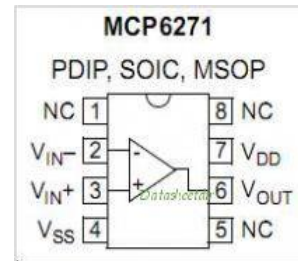 MCP6271
PDIP, SOIC, MSOP
NC 1 8 NC
VIN– 2 - 7 VDD
VIN+ 3 + 6 VOUT
VSS 4 5 NC